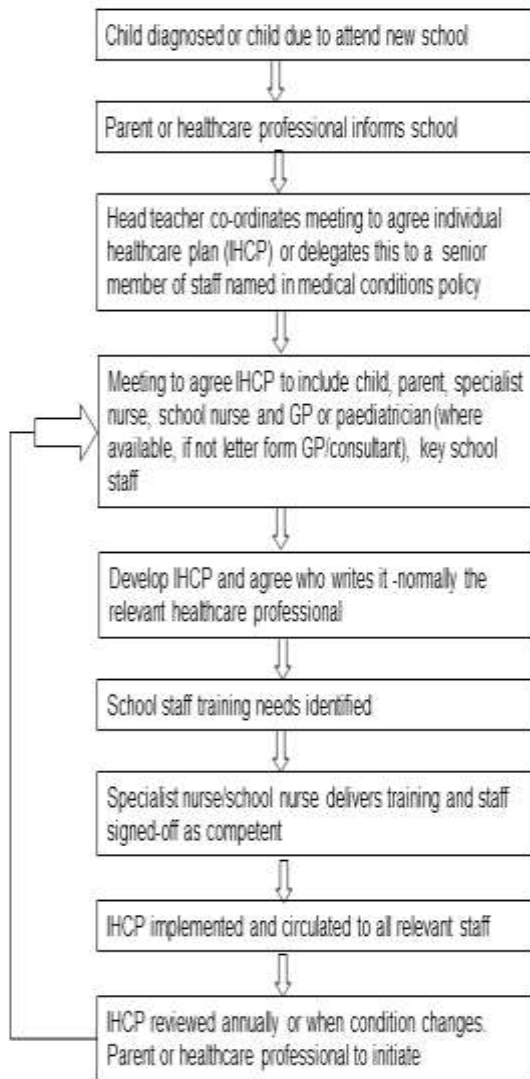 Child diagnosed or child due to attend new school
Parent or healthcare professional informs school
Head teacher co-ordinates meeting to agree individual
healthcare plan (IHCP) or delegates this to a senior
member of staff named in medical conditions policy
Meeting to agree IHCP to include child, parent, specialist
nurse, school nurse and GP or paediatrician (where
available, if not letter form GP/consultant), key school
staff
Develop IHCP and agree who writes it -normally the
relevant healthcare professional
School staff training needs identified
Specialist nurse/school nurse delivers training and staff
signed-off as competent
IHCP implemented and circulated to all relevant staff
IHCP reviewed annually or when condition changes.
Parent or healthcare professional to initiate